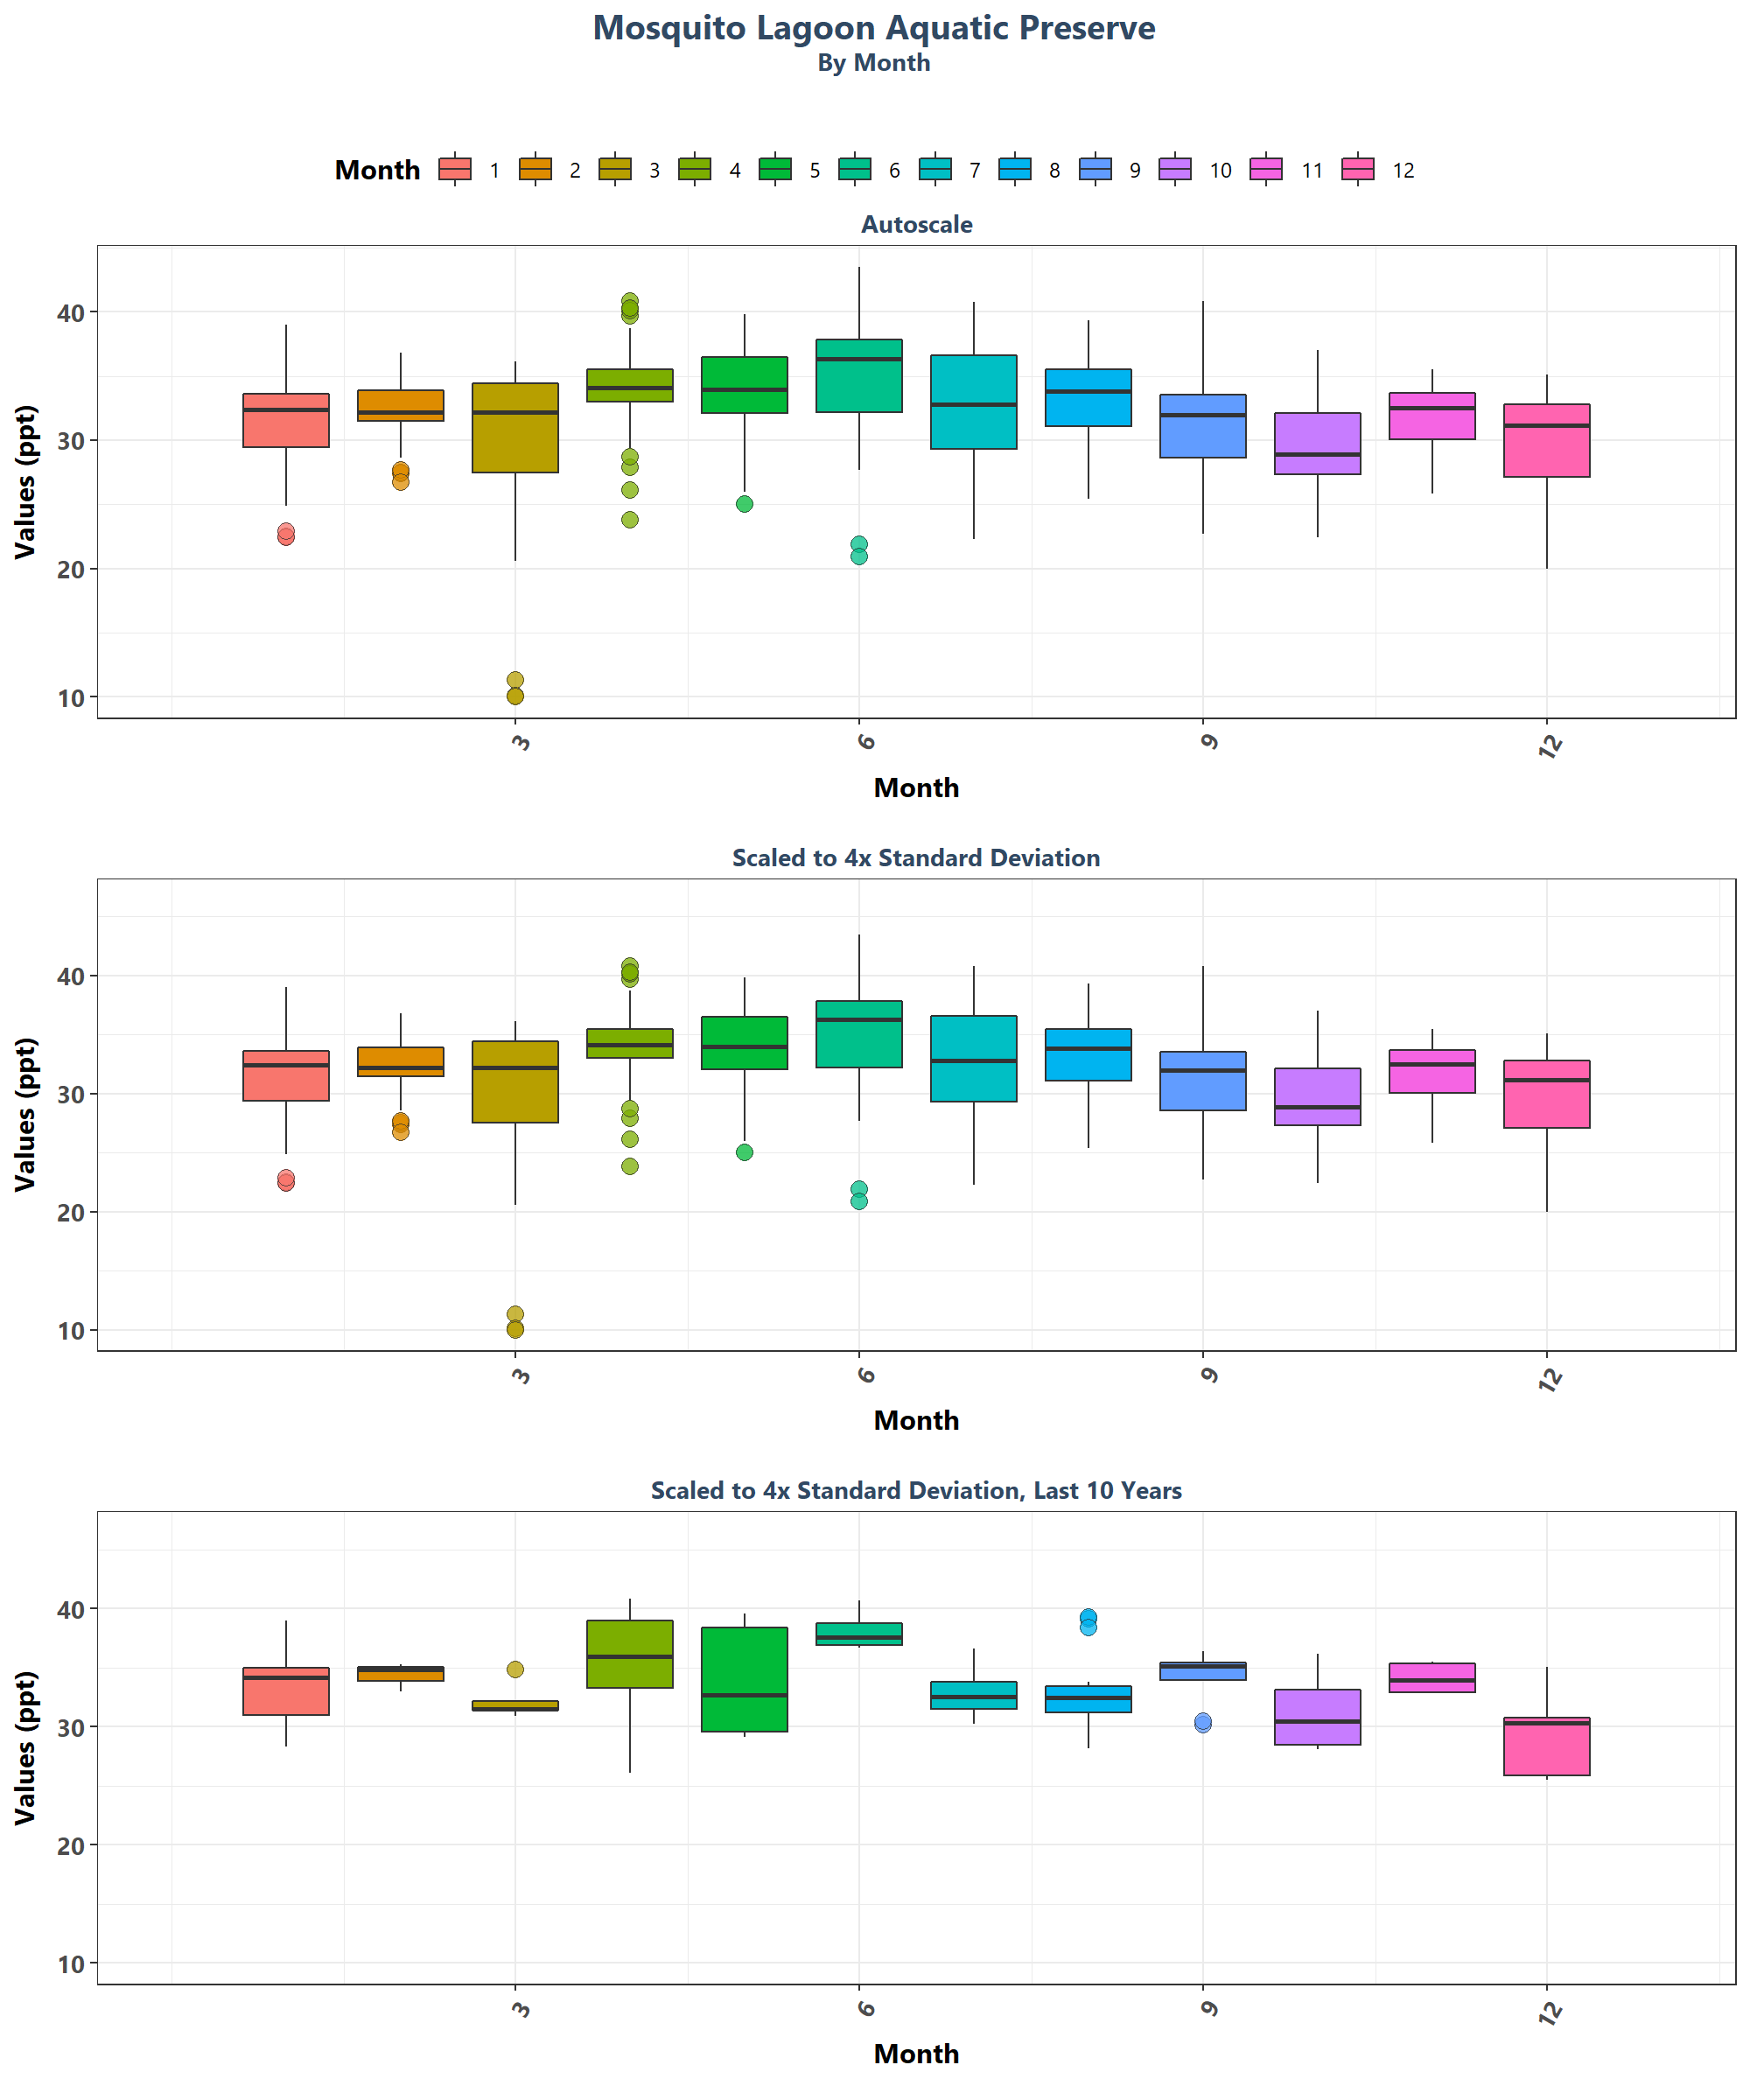 Mosquito Lagoon Aquatic Preserve
By Month
Month 1 2 3 4 5 6 7 8 9 10 11 12
Autoscale
Values (ppt)
40
30
20
10
3 6 9 12
Month
Scaled to 4x Standard Deviation
Values (ppt)
40
30
20
10
3 6 9 12
Month
Scaled to 4x Standard Deviation, Last 10 Years
Values (ppt)
40
30
20
10
3 6 9 12
Month